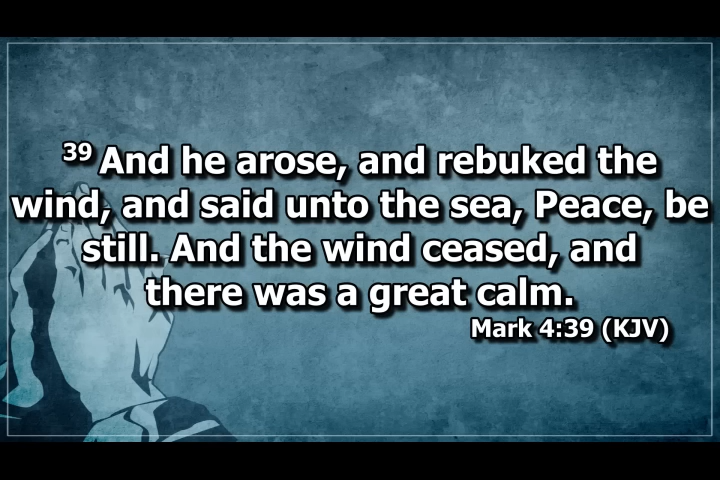 39 And he arose, and rebuked the
wind, and said unto the sea, Peace, be
still. And the wind ceased, and
there was a great calm.
Mark 4:39 (KJV)